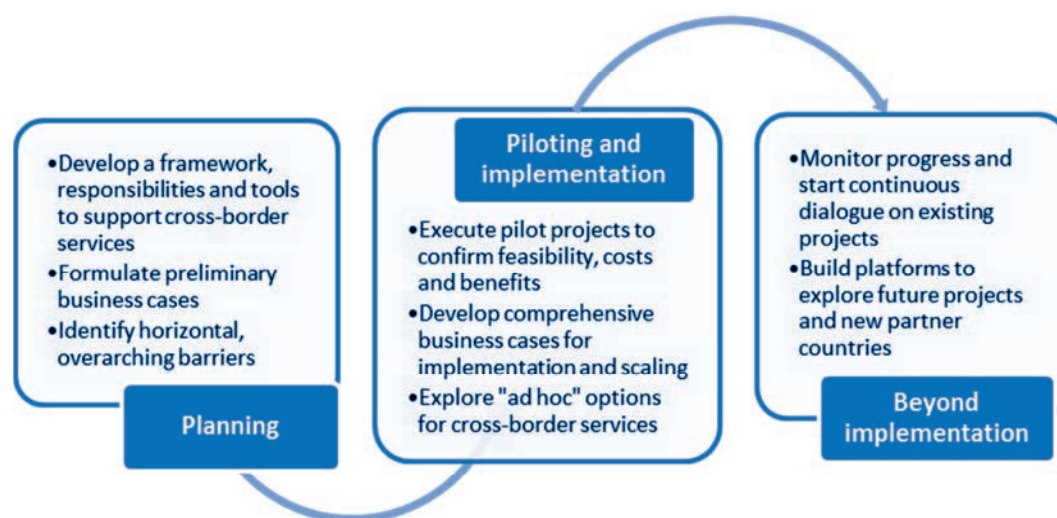 •Develop a framework,
responsibilities and tools
to support cross-border
services
•Formulate preliminary
business cases
•Identify horizontal,
overarching barriers
Planning
Piloting and
implementation
•Execute pilot projects to
confirm feasibility, costs
and benefits
•Develop comprehensive
business cases for
implementation and scaling
•Explore "ad hoc" options
for cross-border services
•Monitor progress and
start continuous
dialogue on existing
projects
•Build platforms to
explore future projects
and new partner
countries
Beyond
implementation